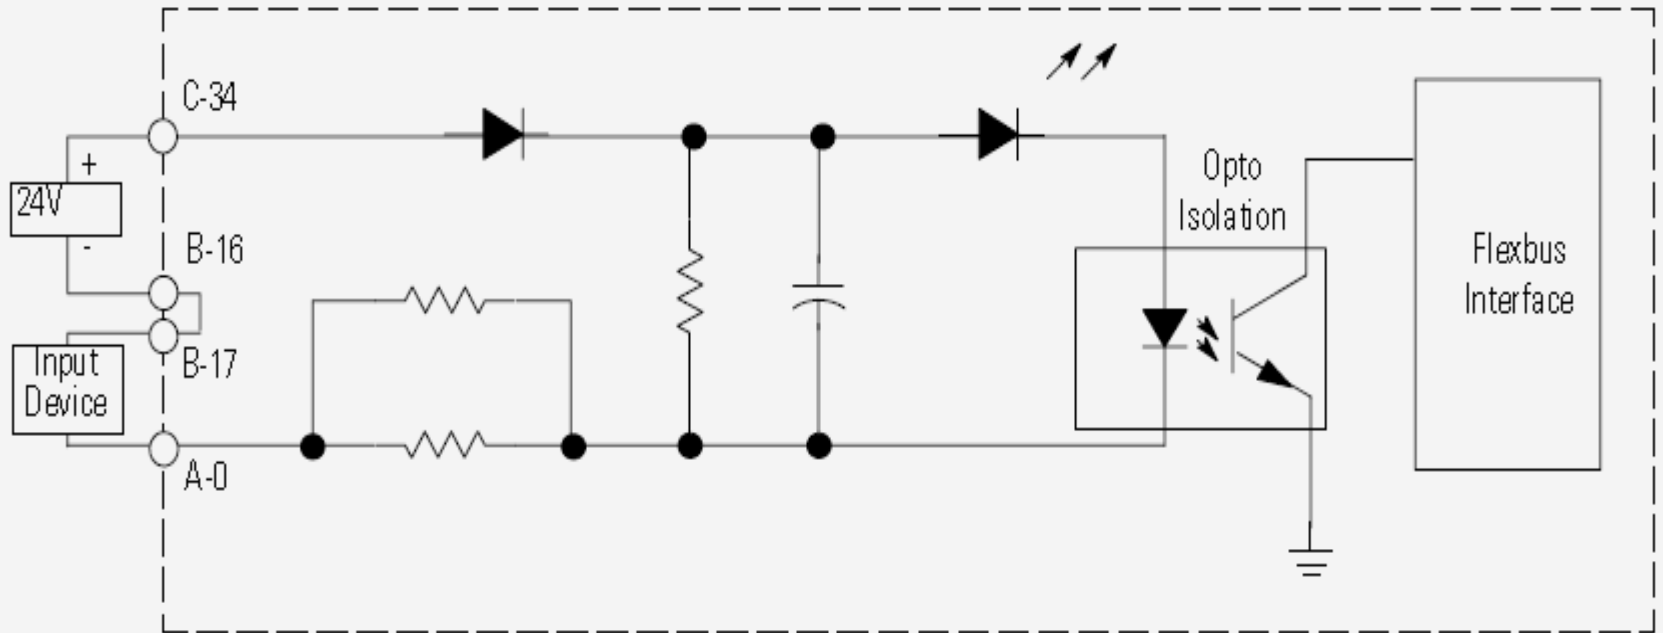 C-34
+
24V
-
B-16
B-17
Input
Device
A-0
Opto
Isolation
Flexbus
Interface